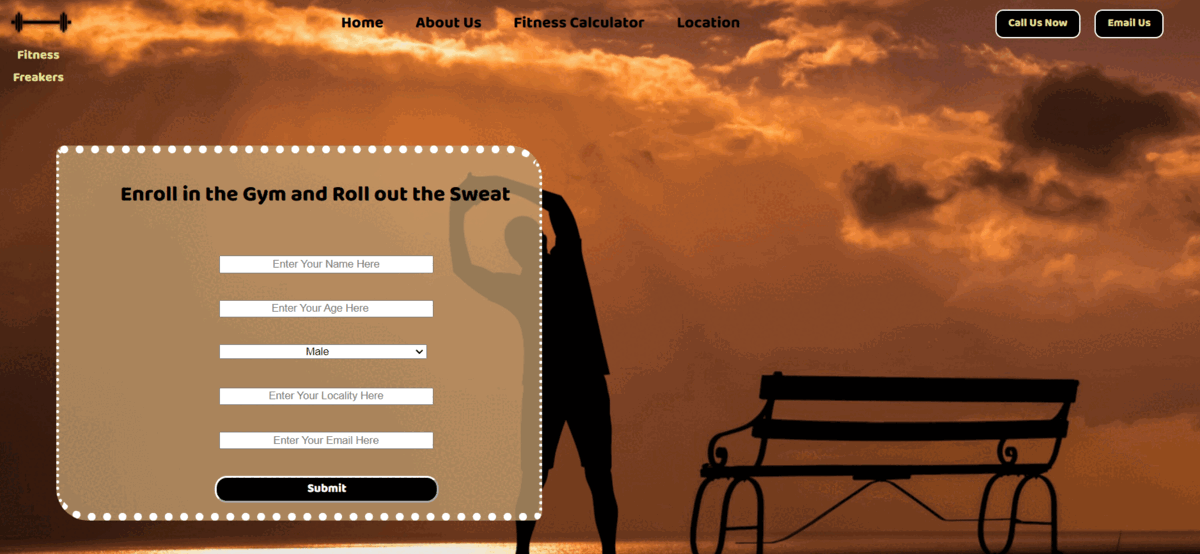 Home About Us Fitness Calculator Location Call Us Now Email Us
Fitness
Freakers
Enroll in the Gym and Roll out the Sweat
Enter Your Name Here
Enter Your Age Here
Male
Enter Your Locality Here
Enter Your Email Here
Submit